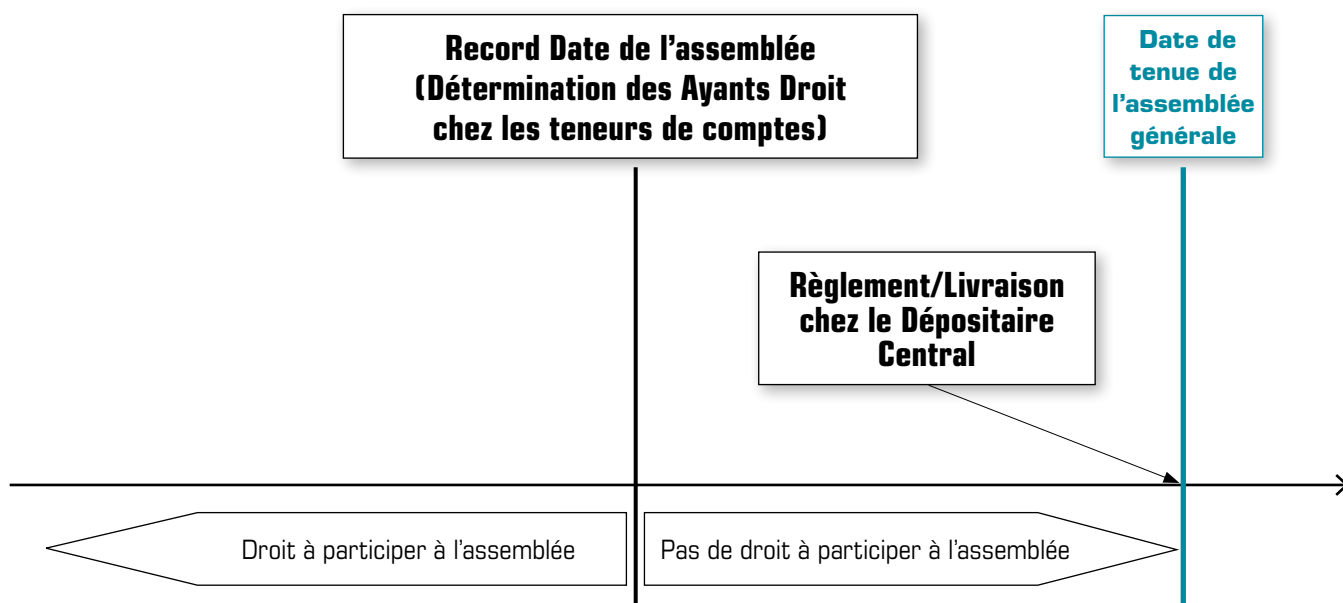 Record Date de l’assemblée
(Détermination des Ayants Droit
chez les teneurs de comptes)
Date de
tenue de
l’assemblée
générale
Règlement/Livraison
chez le Dépositaire
Central
Droit à participer à l’assemblée
Pas de droit à participer à l’assemblée